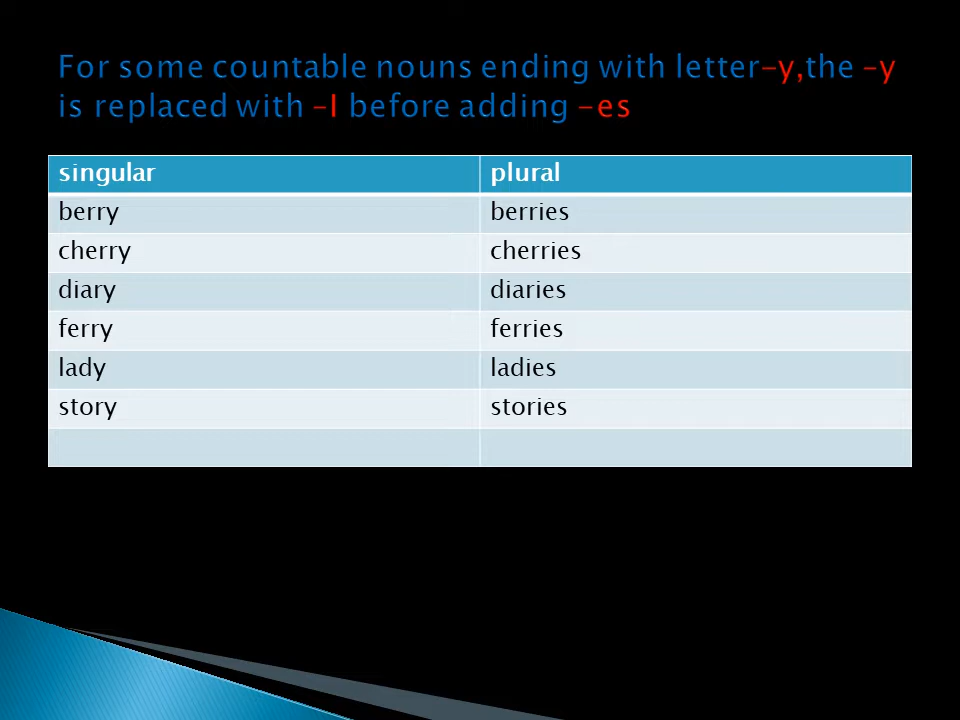 For some countable nouns ending with letter-y,the -y
is replaced with -I before adding -es
singular plural
berry berries
cherry cherries
diary diaries
ferry ferries
lady ladies
story stories